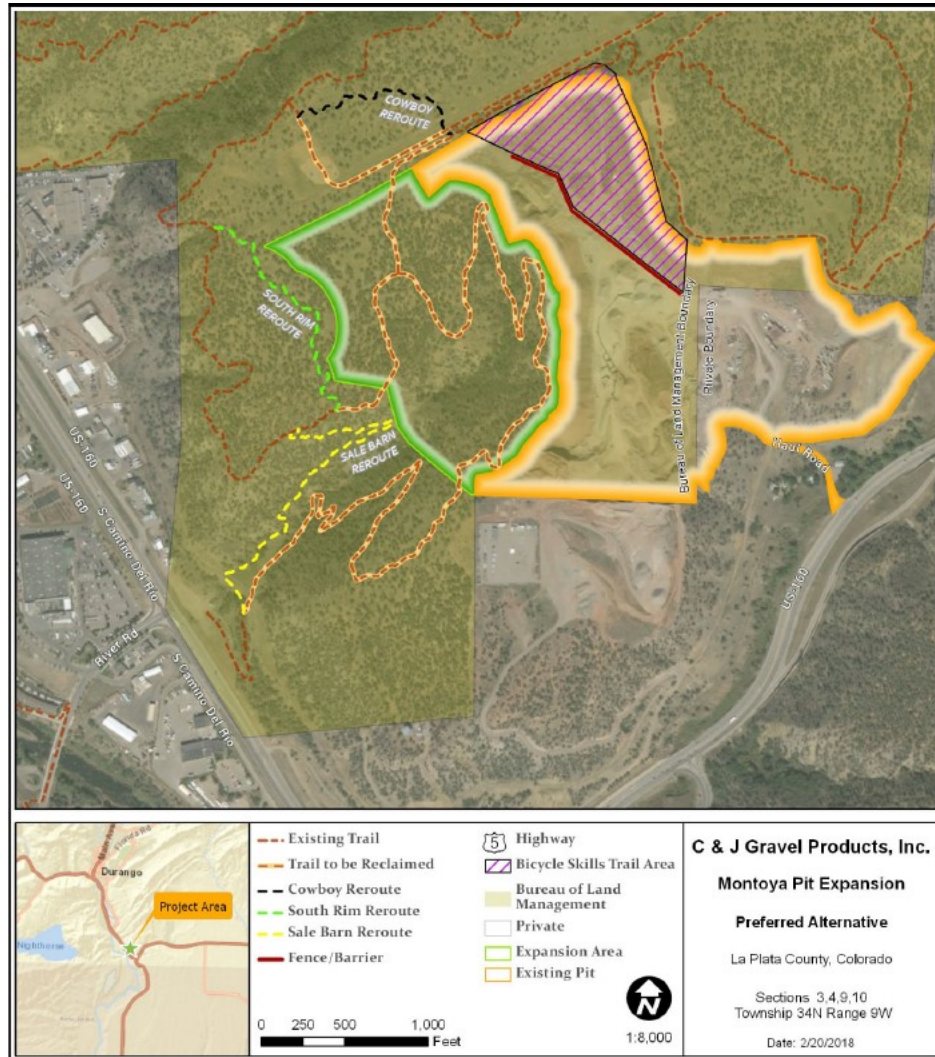 COWBOY
REROUTE
SOUTH RIM
REROUTE
SALE BARN
REROUTE
Bureau of Land Management Boundary
Private Boundary
Haul Road
US-160
US-160
US-160
S Camino Del Rio
S Camino Del Rio
River Rd
Durango
Main Ave
Florida Rd
Project Area
Nighthorse
Existing Trail
Trail to be Reclaimed
Cowboy Reroute
South Rim Reroute
Sale Barn Reroute
Fence/Barrier
0 250 500 1,000
Feet
5 Highway
Bicycle Skills Trail Area
Bureau of Land
Management
Private
Expansion Area
Existing Pit
N
1:8,000
C & J Gravel Products, Inc.
Montoya Pit Expansion
Preferred Alternative
La Plata County, Colorado
Sections 3,4,9,10
Township 34N Range 9W
Date: 2/20/2018